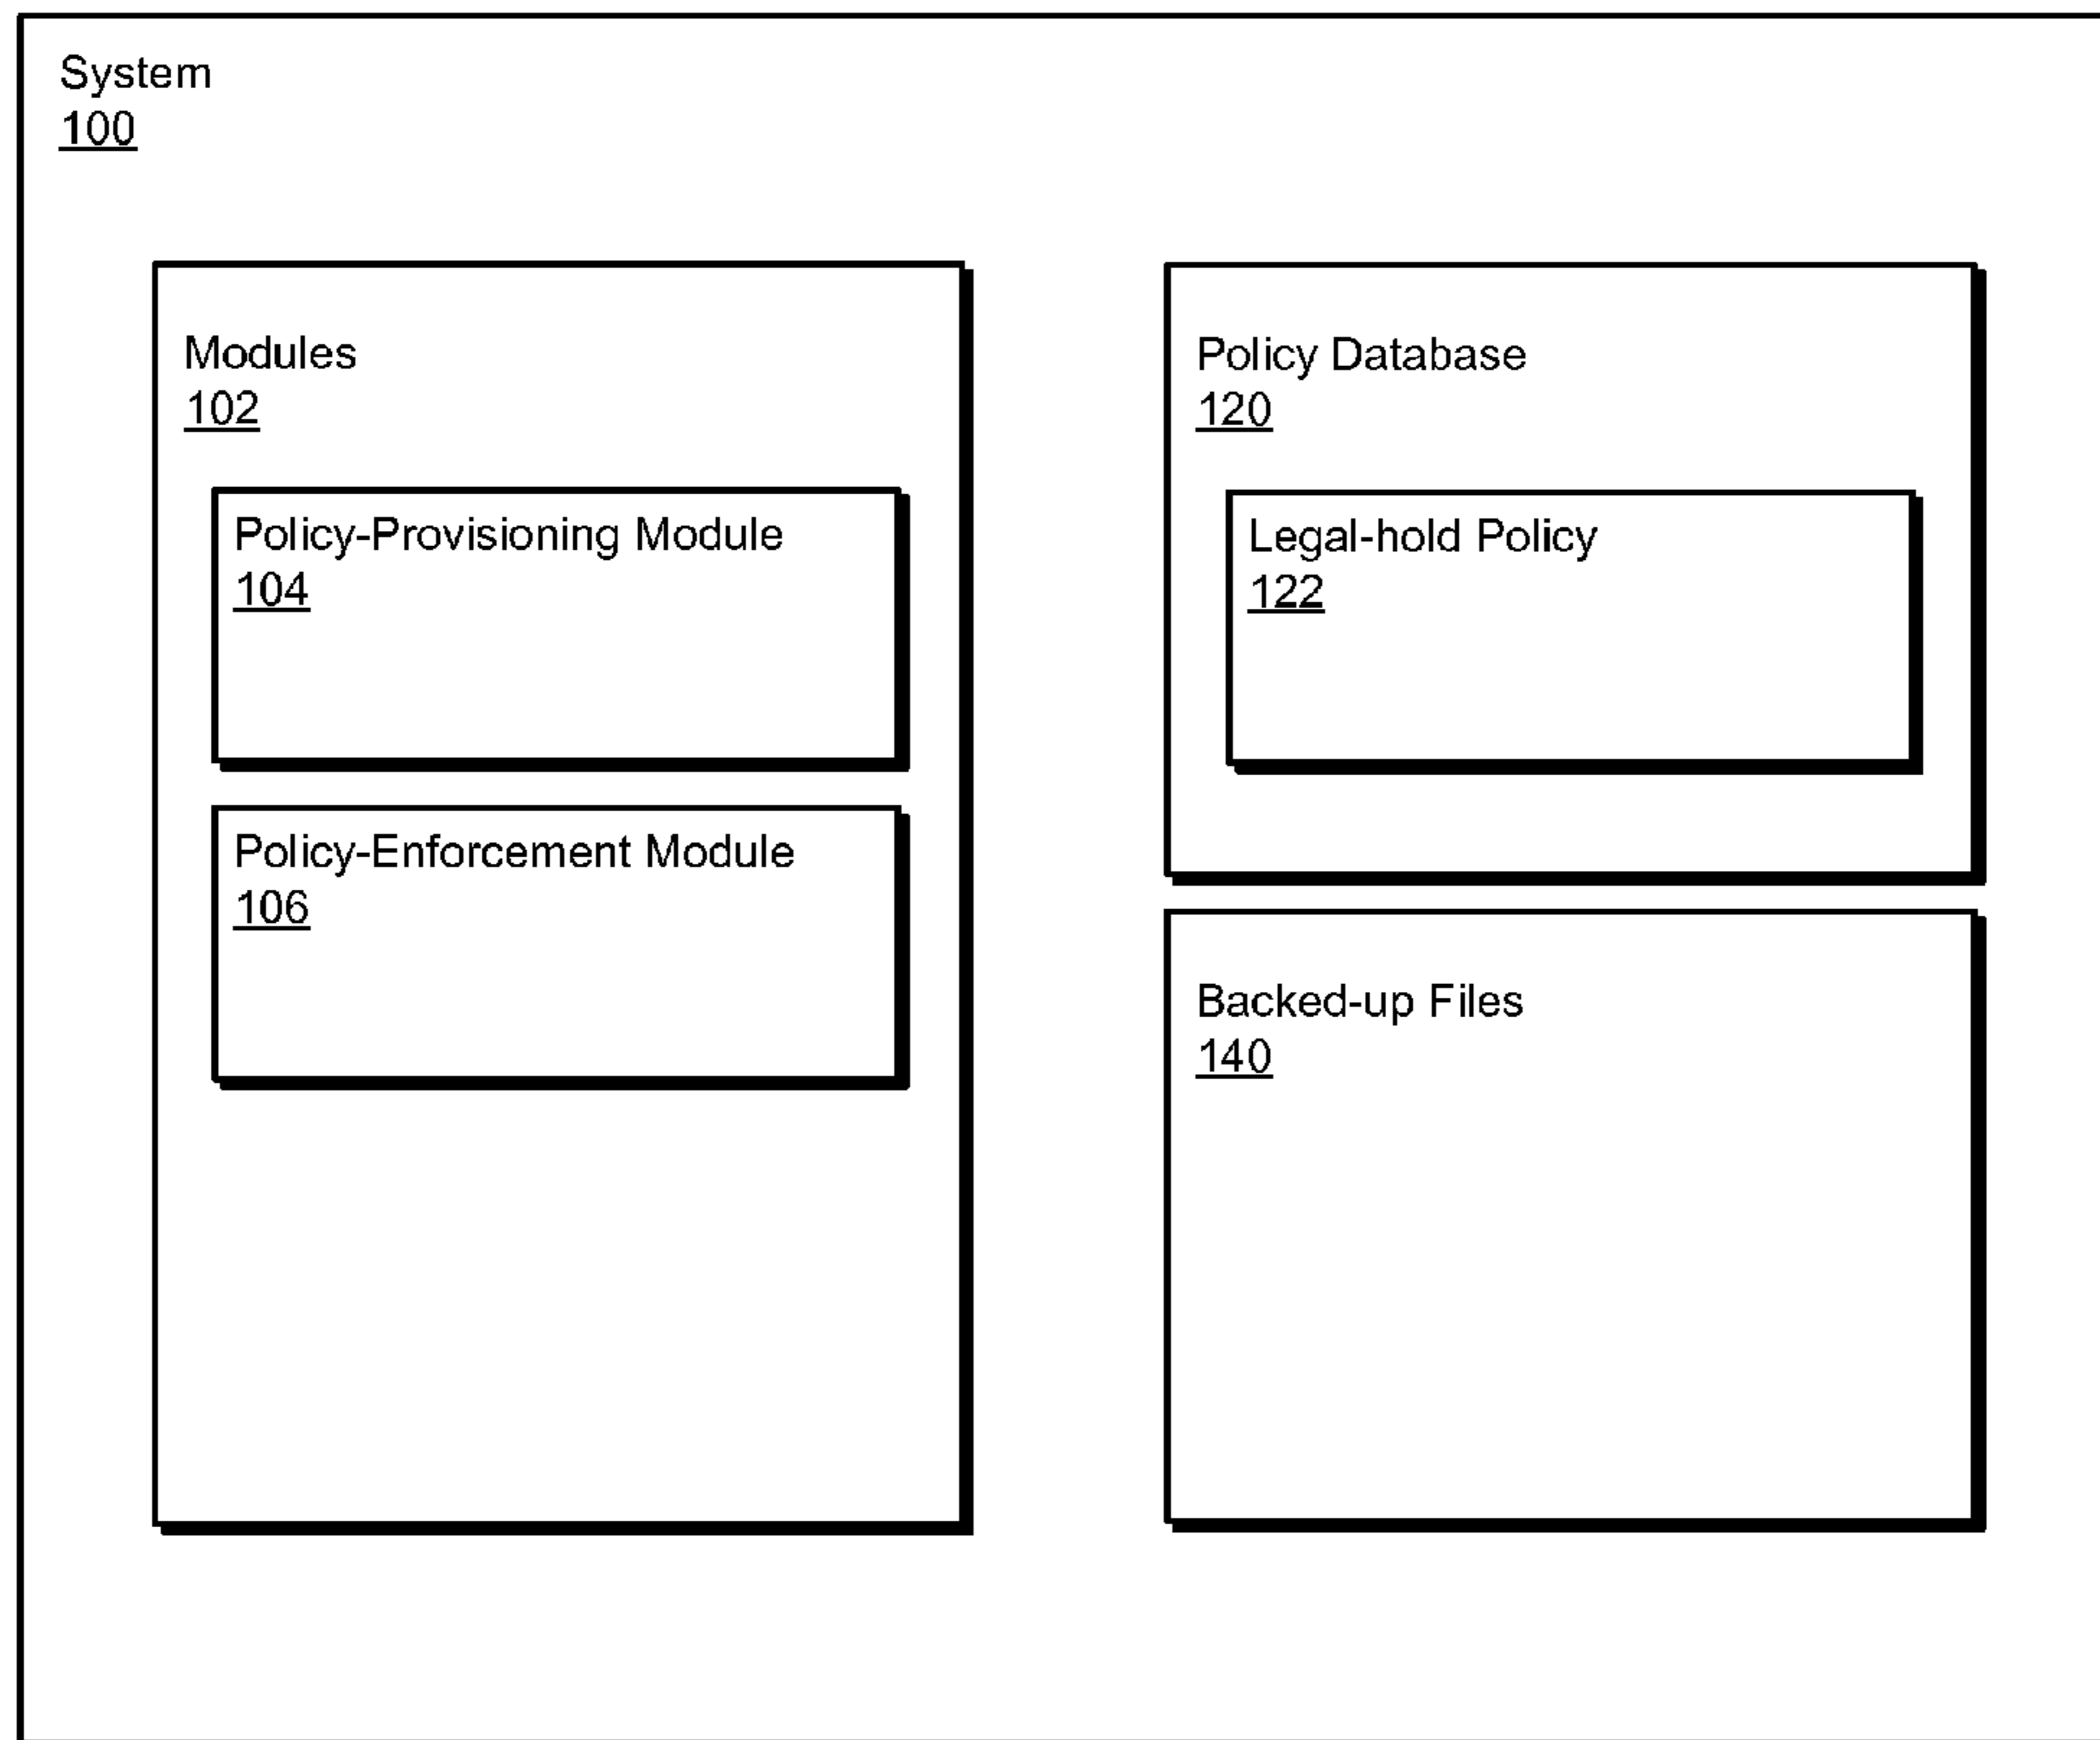 System
100
Modules
102
Policy-Provisioning Module
104
Policy-Enforcement Module
106
Policy Database
120
Legal-hold Policy
122
Backed-up Files
140